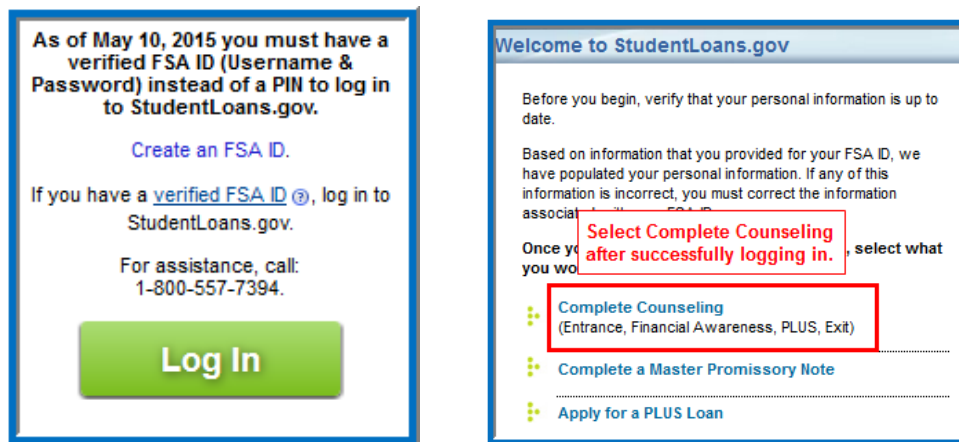 As of May 10, 2015 you must have a
verified FSA ID (Username &
Password) instead of a PIN to log in
to StudentLoans.gov.
Create an FSA ID.
If you have a verified FSA ID ?, log in to
StudentLoans.gov.
For assistance, call:
1-800-557-7394.
Log In
Welcome to StudentLoans.gov
Before you begin, verify that your personal information is up to
date.
Based on information that you provided for your FSA ID, we
have populated your personal information. If any of this
information is incorrect, you must correct the information
Select Complete Counseling
after successfully logging in.
Once , select what
you
Complete Counseling
(Entrance, Financial Awareness, PLUS, Exit)
Complete a Master Promissory Note
Apply for a PLUS Loan